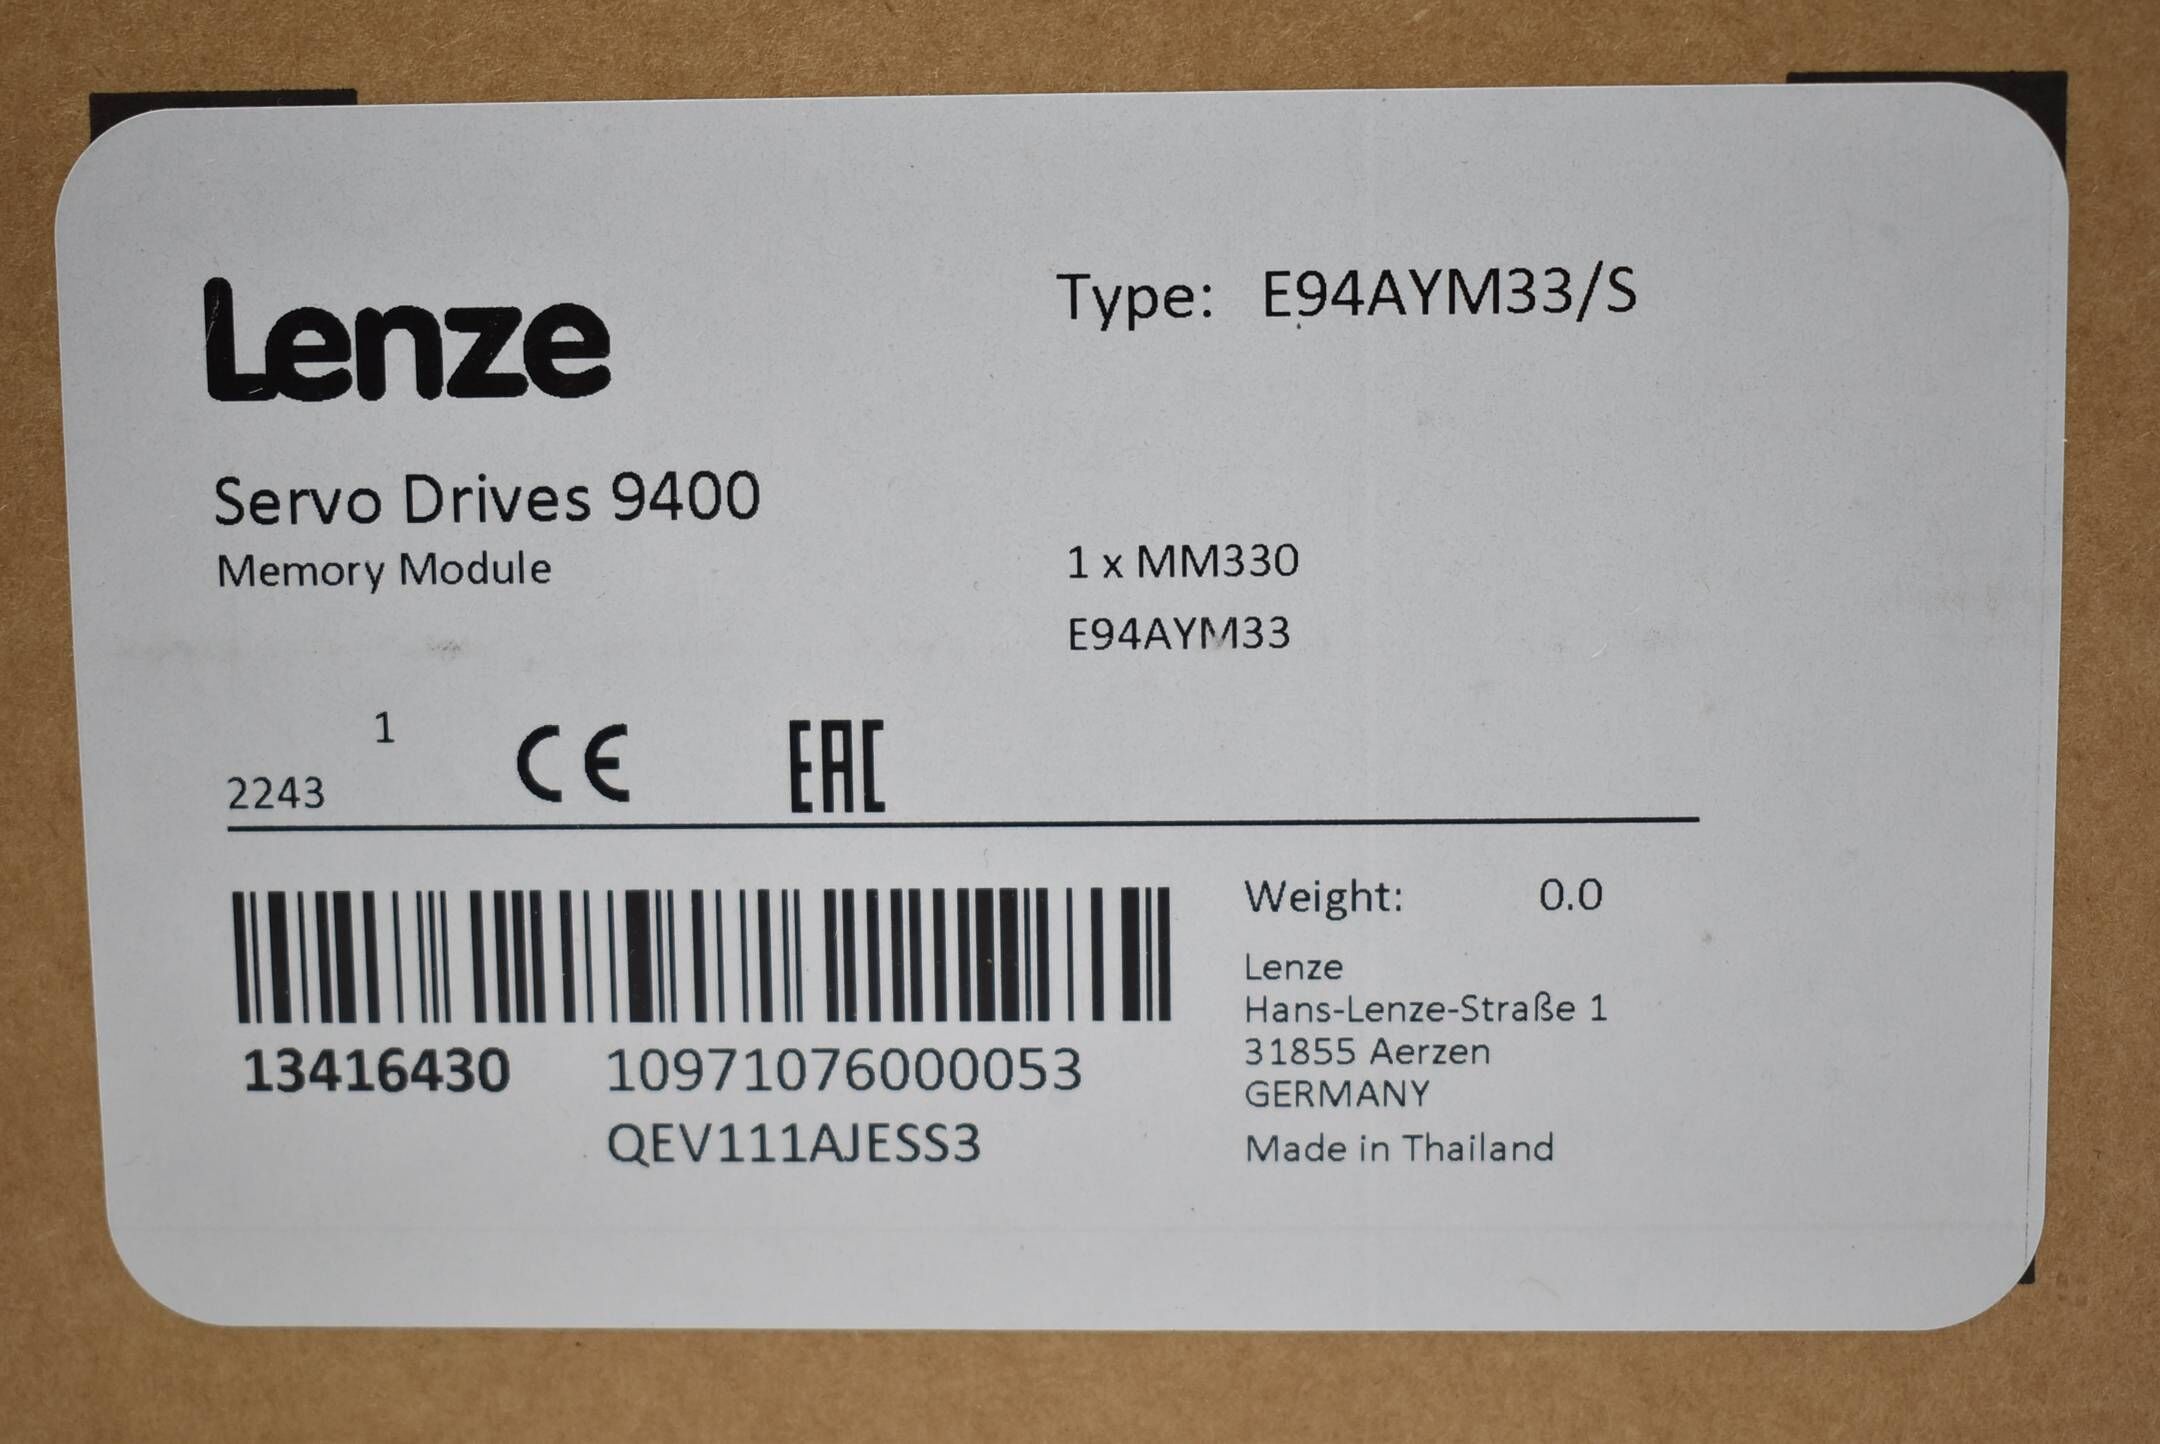 Lenze
Type: E94AYM33/S
Servo Drives 9400
Memory Module
1 x MM330
E94AYM33
1
2243
CE
EAC
13416430 10971076000053
QEV111AJESS3
Weight: 0.0
Lenze
Hans-Lenze-Straße 1
31855 Aerzen
GERMANY
Made in Thailand